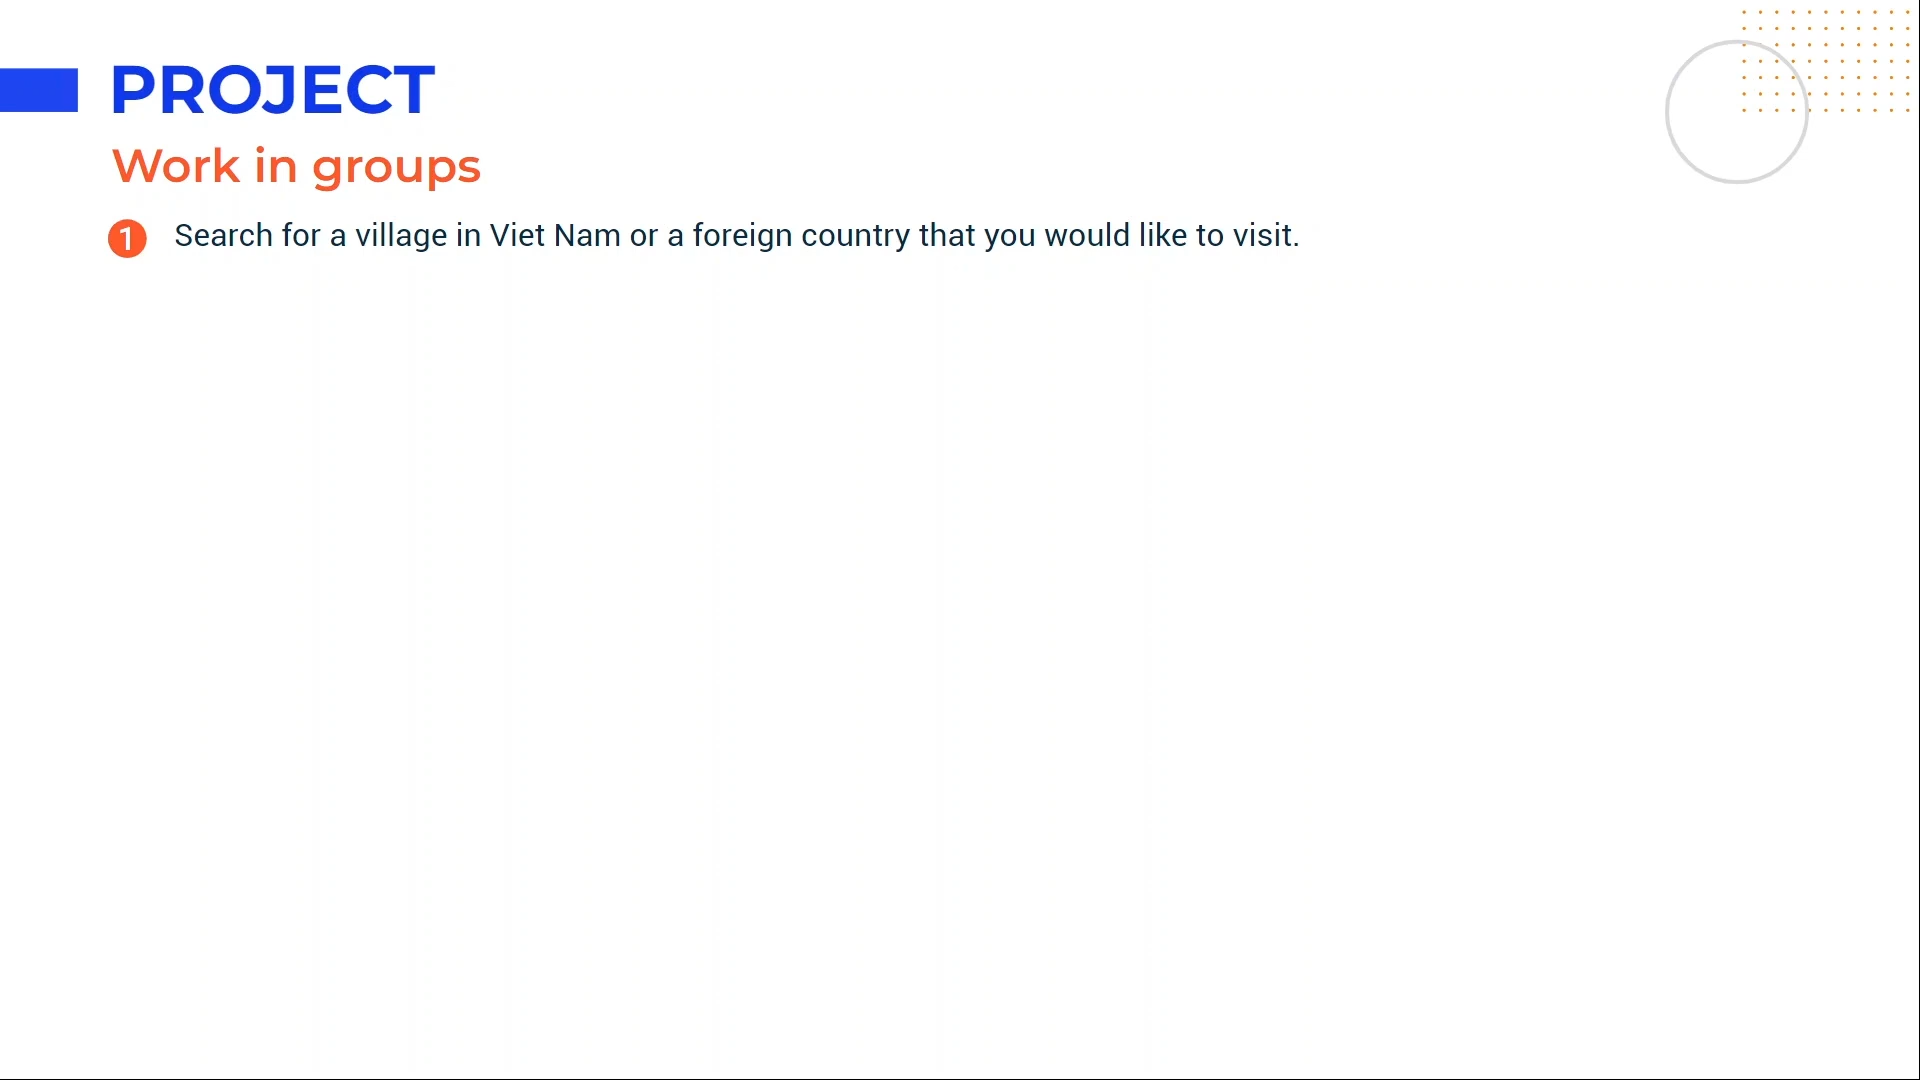 PROJECT
Work in groups
1 Search for a village in Viet Nam or a foreign country that you would like to visit.